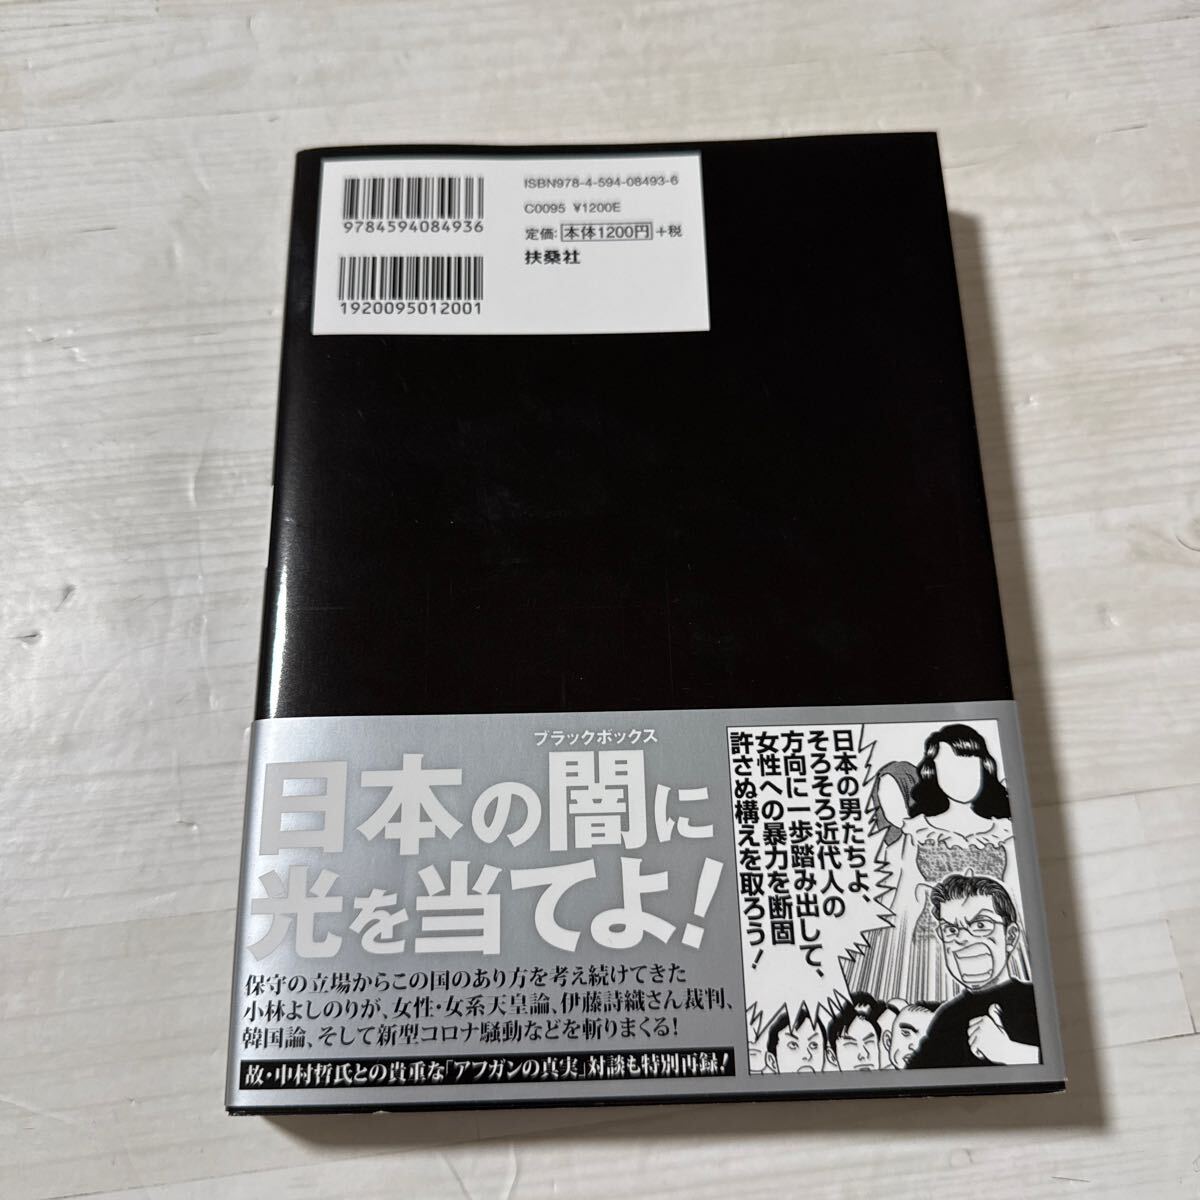 9784594084936
1920095012001
ISBN978-4-594-08493-6
C0095 ¥1200E
定価:本体1200円+税
扶桑社
ブラックボックス
日本の闇に
光を当てよ!
保守の立場からこの国のあり方を考え続けてきた
小林よしのりが、女性・女系天皇論、伊藤詩織さん裁判、
韓国論、そして新型コロナ騒動などを斬りまくる!
故・中村哲氏との貴重な「アフガンの真実」対談も特別再録!
日本の男たちよ、
そろそろ近代人の
方向に一歩踏み出して、
女性への暴力を断固
許さぬ構えを取ろう!